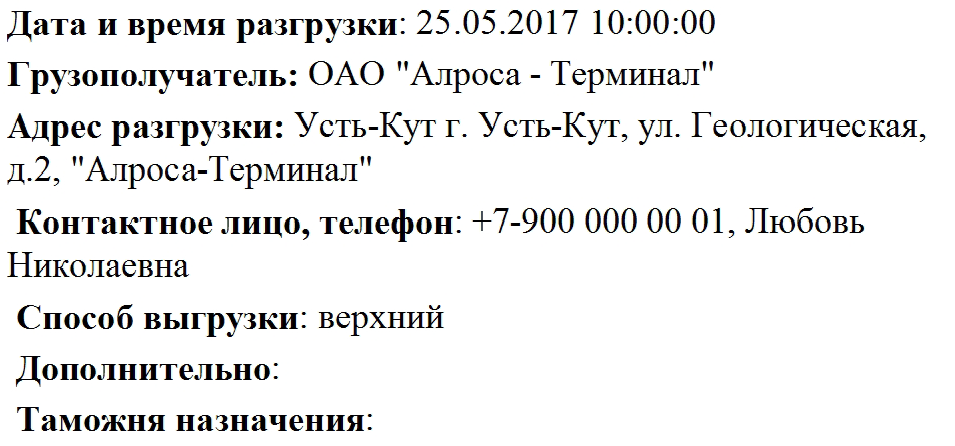 Дата и время разгрузки: 25.05.2017 10:00:00
Грузополучатель: ОАО "Алроса - Терминал"
Адрес разгрузки: Усть-Кут г. Усть-Кут, ул. Геологическая,
д.2, "Алроса-Терминал"
Контактное лицо, телефон: +7-900 000 00 01, Любовь
Николаевна
Способ выгрузки: верхний
Дополнительно:
Таможня назначения: